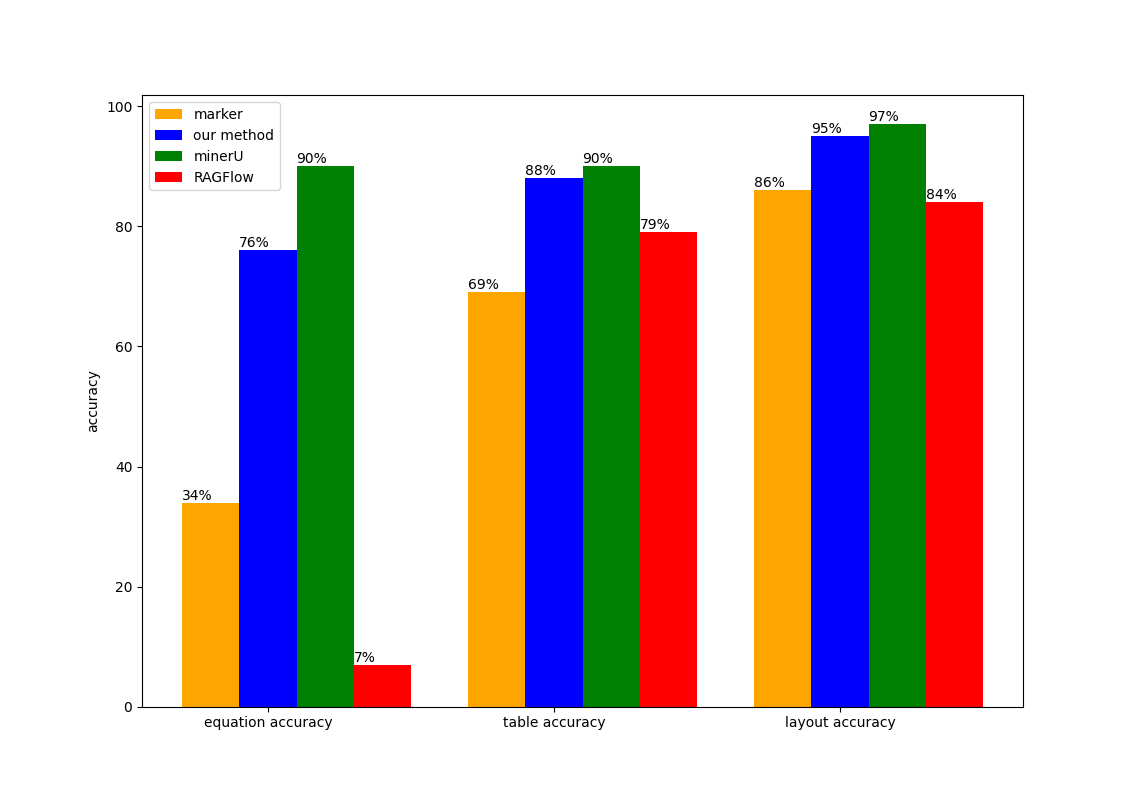 marker
our method
minerU
RAGFlow
accuracy
100
80
60
40
20
0
34%
76%
90%
7%
69%
88%
90%
79%
86%
95%
97%
84%
equation accuracy
table accuracy
layout accuracy